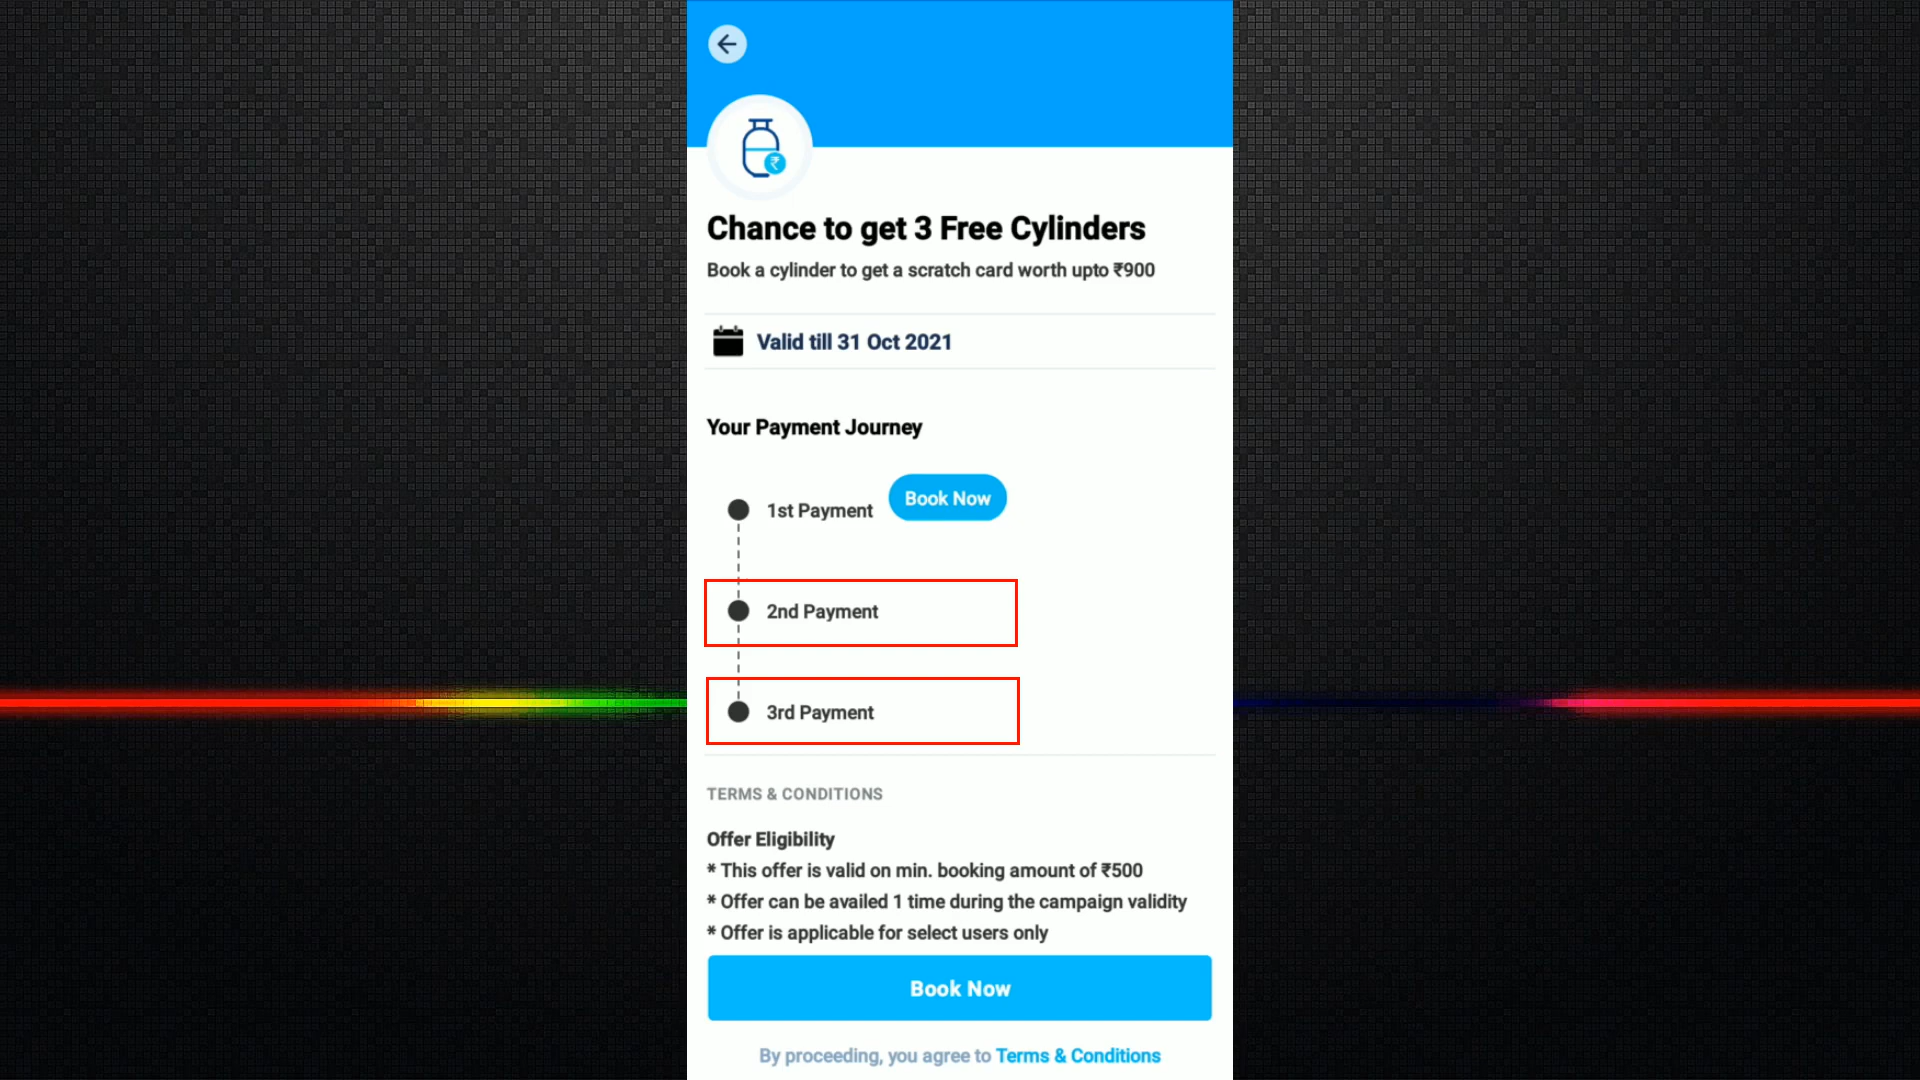 Chance to get 3 Free Cylinders
Book a cylinder to get a scratch card worth upto ₹900
Valid till 31 Oct 2021
Your Payment Journey
1st Payment
Book Now
2nd Payment
3rd Payment
TERMS & CONDITIONS
Offer Eligibility
* This offer is valid on min. booking amount of ₹500
* Offer can be availed 1 time during the campaign validity
* Offer is applicable for select users only
Book Now
By proceeding, you agree to Terms & Conditions